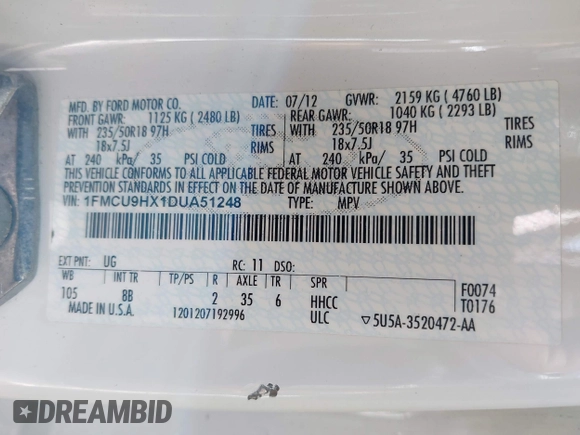 MFD. BY FORD MOTOR CO. DATE: 07/12 GVWR: 2159 KG ( 4760 LB)
FRONT GAWR: 1125 KG ( 2480 LB) REAR GAWR: 1040 KG ( 2293 LB)
WITH 235/50R18 97H TIRES WITH 235/50R18 97H TIRES
18x7.5J RIMS 18x7.5J RIMS
AT 240 kPa/ 35 PSI COLD AT 240 kPa/ 35 PSI COLD
THIS VEHICLE CONFORMS TO ALL APPLICABLE FEDERAL MOTOR VEHICLE SAFETY AND THEFT
PREVENTION STANDARDS IN EFFECT ON THE DATE OF MANUFACTURE SHOWN ABOVE.
VIN: 1FMCU9HX1DUA51248 TYPE: MPV
EXT PNT: UG RC: 11 DSO:
WB INT TR TP/PS R AXLE TR SPR F0074
105 8B 2 35 6 HHCC T0176
MADE IN U.S.A. 1201207192996 ULC ▽5U5A-3520472-AA
DREAMBID